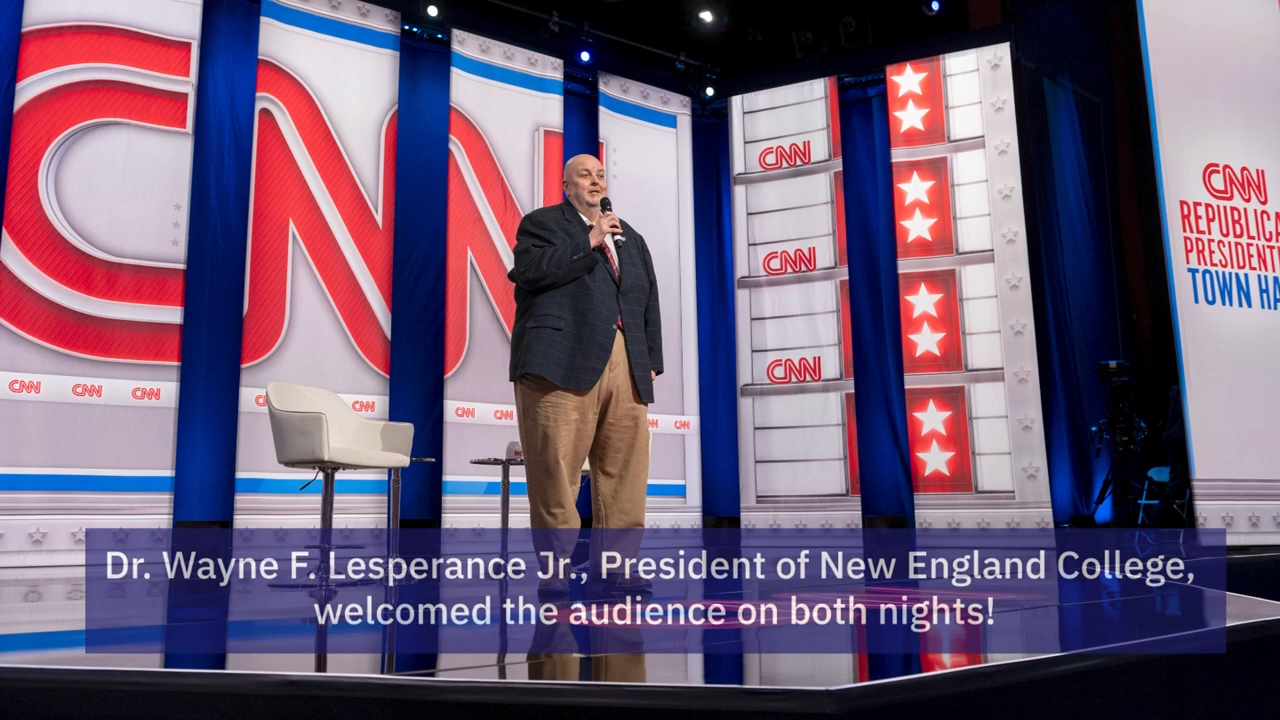 CNN
CNN
CNN
CNN
CNN
CNN
CNN
CNN
CNN
CNN
CNN
CNN
CNN
REPUBLICA
PRESIDENT
TOWN HA
Dr. Wayne F. Lesperance Jr., President of New England College,
welcomed the audience on both nights!